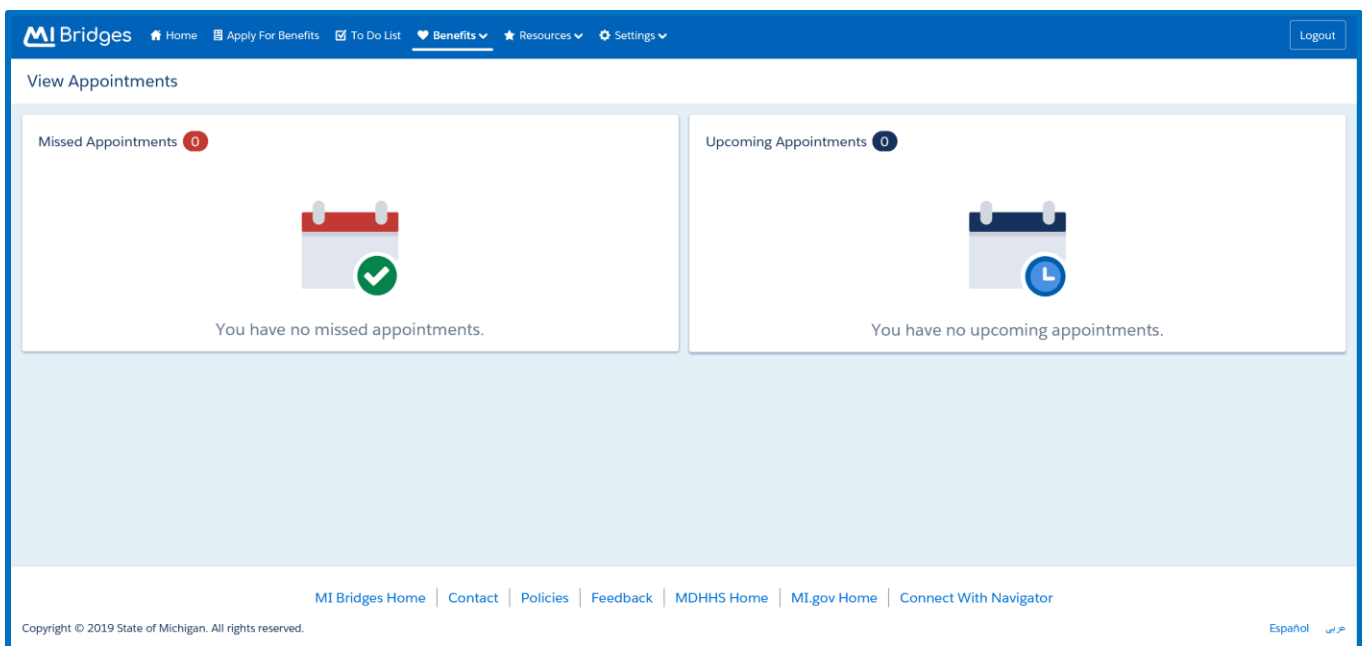 MI Bridges Home Apply For Benefits To Do List Benefits Resources Settings Logout
View Appointments
Missed Appointments 0
You have no missed appointments.
Upcoming Appointments 0
You have no upcoming appointments.
MI Bridges Home | Contact | Policies | Feedback | MDHHS Home | MI.gov Home | Connect With Navigator
Copyright © 2019 State of Michigan. All rights reserved.
Español عربى